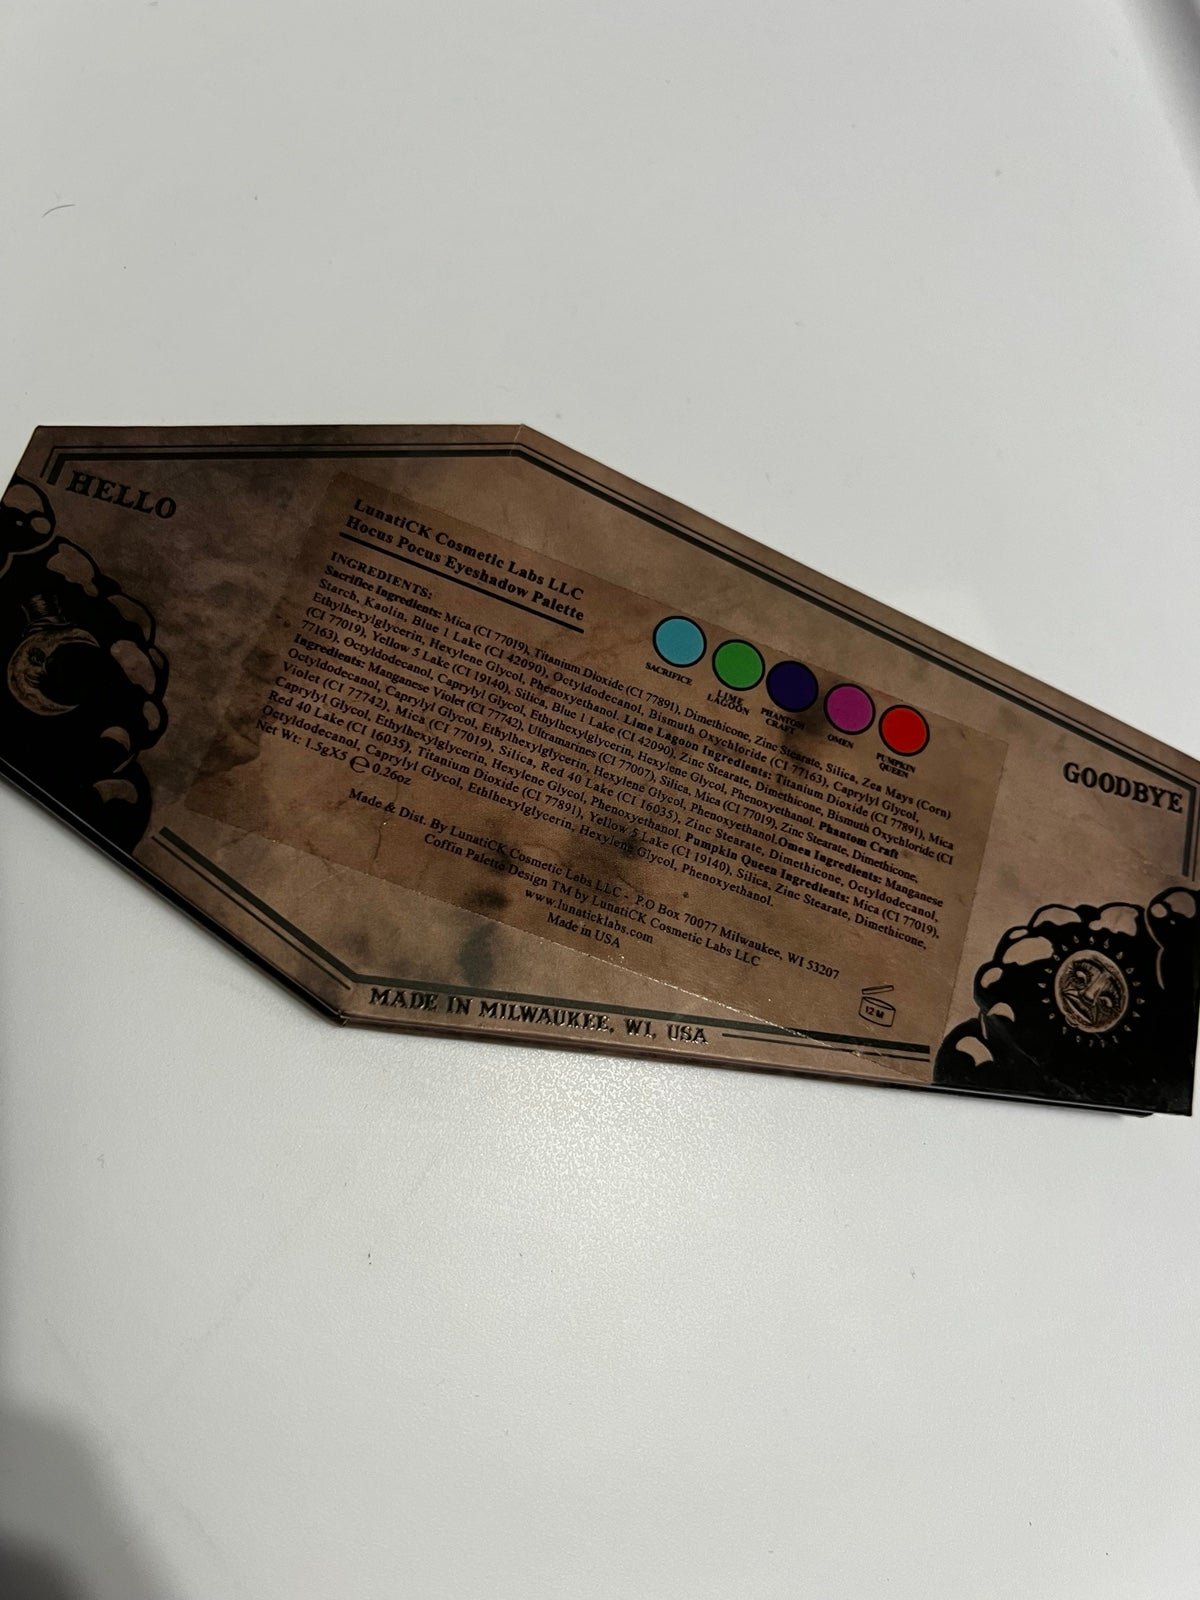 HELLO
LunatiCK Cosmetic Labs LLC
Hocus Pocus Eyeshadow Palette
SACRIFICE
LIME
LAGOON
PHANTOM
CRAFT
OMEN
PUMPKIN
QUEEN
INGREDIENTS:
Sacrifice Ingredients: Mica (CI 77019), Titanium Dioxide (CI 77891), Dimethicone, Zinc Stearate, Silica, Zea Mays (Corn)
Starch, Kaolin, Blue 1 Lake (CI 42090), Octyldodecanol, Bismuth Oxychloride (CI 77163), Caprylyl Glycol,
Ethylhexylglycerin, Hexylene Glycol, Phenoxyethanol. Lime Lagoon Ingredients: Titanium Dioxide (CI 77891), Mica
(CI 77019), Yellow 5 Lake (CI 19140), Silica, Blue 1 Lake (CI 42090), Zinc Stearate, Dimethicone, Bismuth Oxychloride (CI
77163), Octyldodecanol, Caprylyl Glycol, Ethylhexylglycerin, Hexylene Glycol, Phenoxyethanol. Phantom Craft
Ingredients: Manganese Violet (CI 77742), Ultramarines (CI 77007), Silica, Mica (CI 77019), Zinc Stearate, Dimethicone,
Octyldodecanol, Caprylyl Glycol, Ethylhexylglycerin, Hexylene Glycol, Phenoxyethanol.Omen Ingredients: Manganese
Violet (CI 77742), Mica (CI 77019), Silica, Red 40 Lake (CI 16035), Zinc Stearate, Dimethicone, Octyldodecanol,
Caprylyl Glycol, Ethylhexylglycerin, Hexylene Glycol, Phenoxyethanol. Pumpkin Queen Ingredients: Mica (CI 77019),
Red 40 Lake (CI 16035), Titanium Dioxide (CI 77891), Yellow 5 Lake (CI 19140), Silica, Zinc Stearate, Dimethicone,
Octyldodecanol, Caprylyl Glycol, Ethlhexylglycerin, Hexylene Glycol, Phenoxyethanol.
Net Wt: 1.5gX5 ℮ 0.26oz
Made & Dist. By LunatiCK Cosmetic Labs LLC - P.O Box 70077 Milwaukee, WI 53207
Coffin Palette Design TM by LunatiCK Cosmetic Labs LLC
www.lunaticklabs.com
Made in USA
12 M
GOODBYE
MADE IN MILWAUKEE, WI, USA